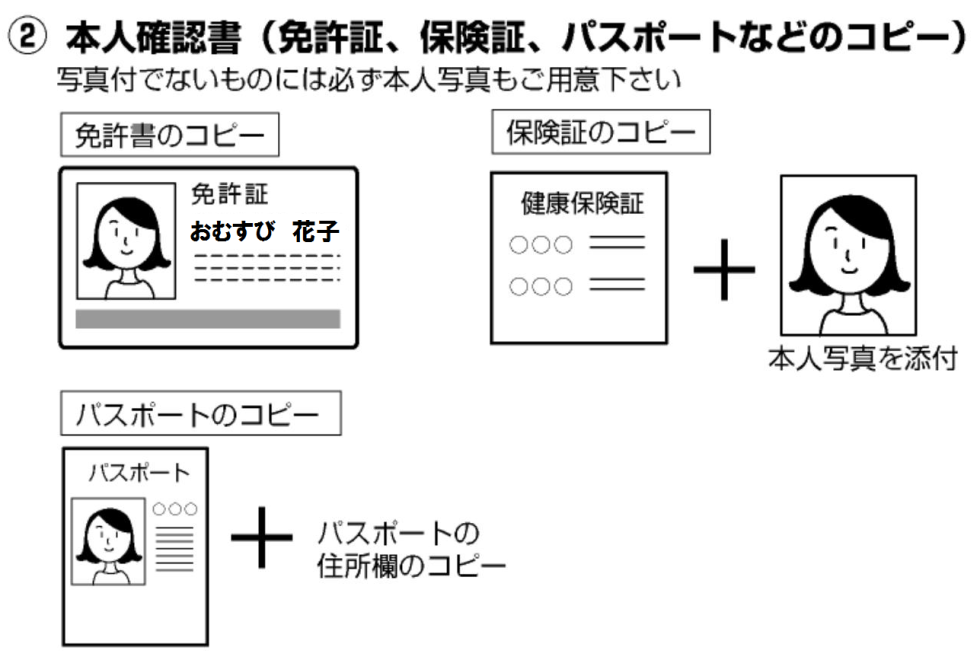 ② 本人確認書（免許証、保険証、パスポートなどのコピー）
写真付でないものには必ず本人写真もご用意下さい
免許書のコピー
免許証
おむすび 花子
保険証のコピー
健康保険証
○○○
○○○
＋
本人写真を添付
パスポートのコピー
パスポート
○○○
＋
パスポートの
住所欄のコピー